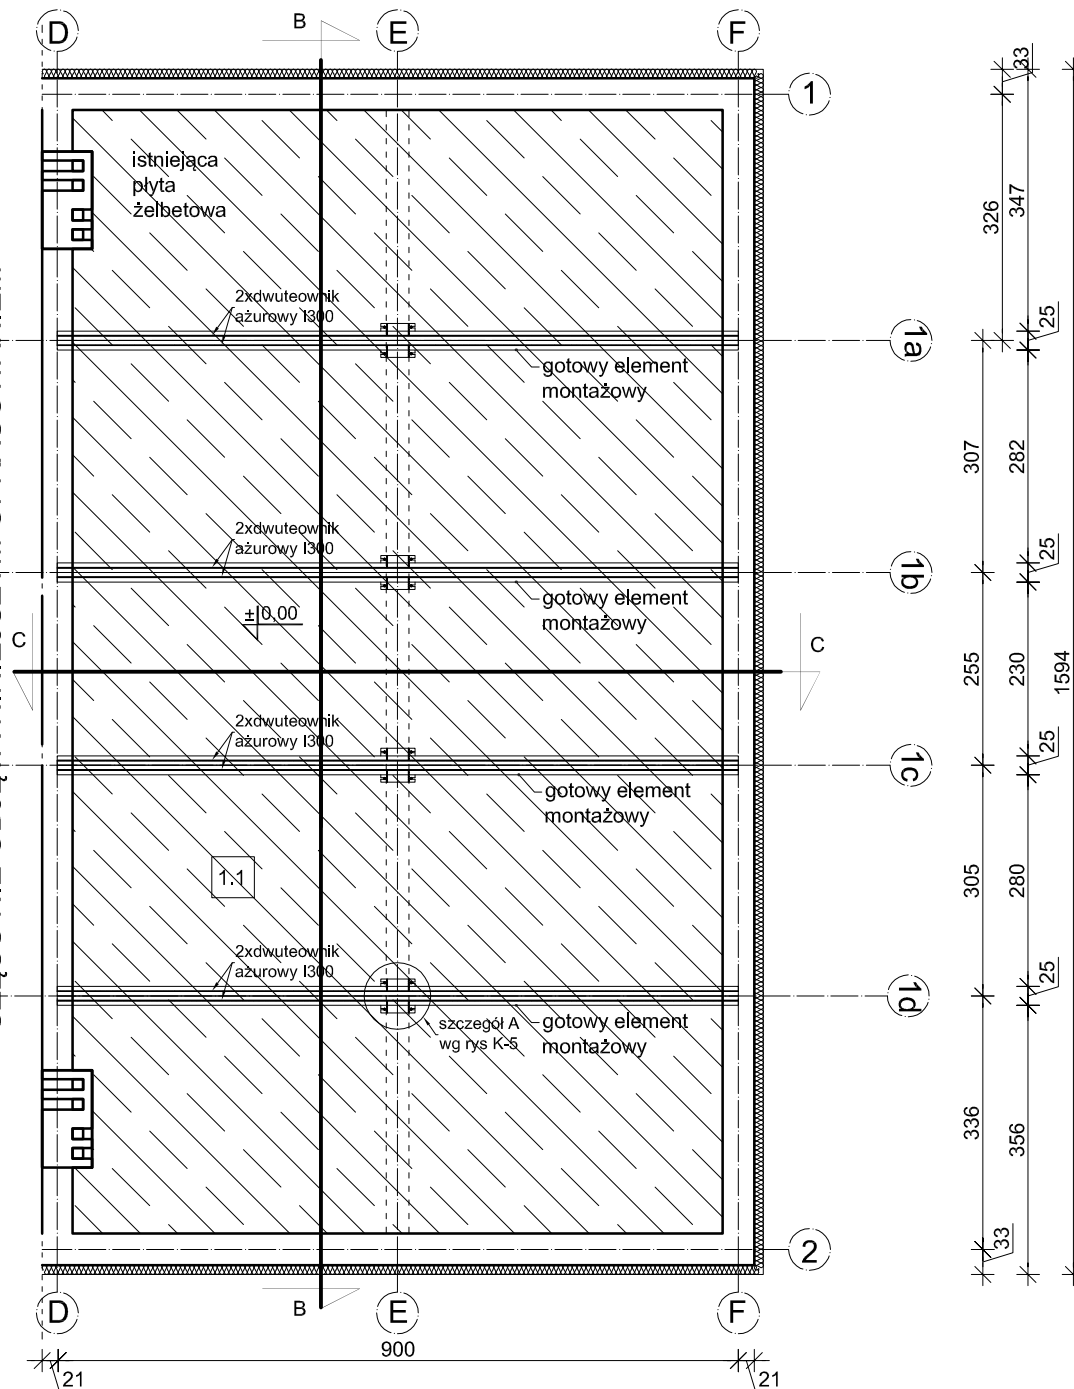 D
B
E
F
1
istniejąca
płyta
żelbetowa
2xdwuteownik
ażurowy I300
gotowy element
montażowy
1a
2xdwuteownik
ażurowy I300
gotowy element
montażowy
1b
±0,00
C
C
2xdwuteownik
ażurowy I300
gotowy element
montażowy
1c
1.1
2xdwuteownik
ażurowy I300
szczegół A
wg rys K-5
gotowy element
montażowy
1d
2
B
D
E
F
900
21
21
33
326
347
25
307
282
25
255
230
1594
25
305
280
25
336
356
33